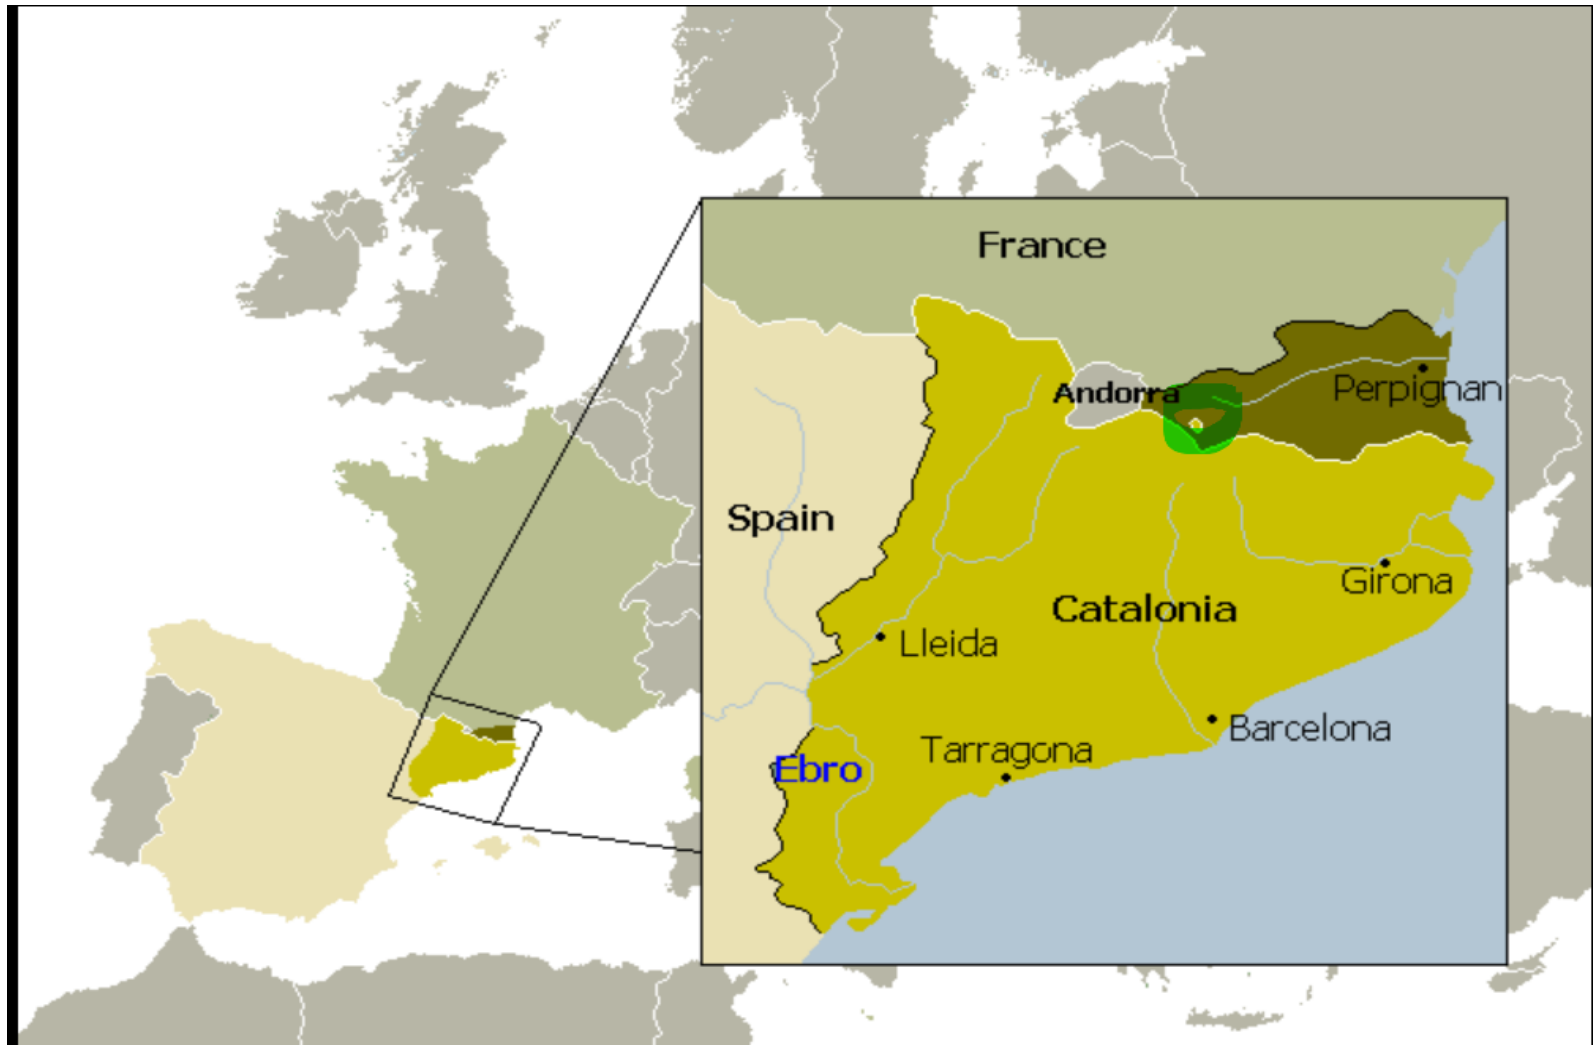 France
Andorra
Perpignan
Spain
Girona
Catalonia
Lleida
Barcelona
Tarragona
Ebro